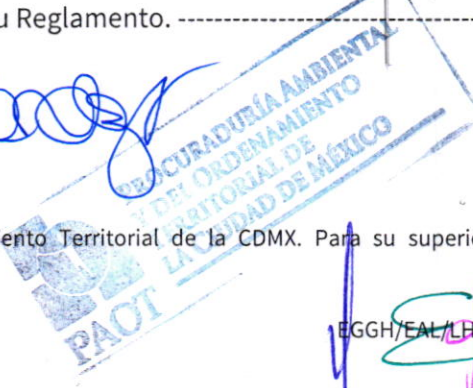 u Reglamento. ---------------------------------------
PROCURADURÍA AMBIENTAL
Y DEL ORDENAMIENTO
TERRITORIAL DE
LA CIUDAD DE MÉXICO
PAOT
ento Territorial de la CDMX. Para su superi
EGGH/EAL/LH